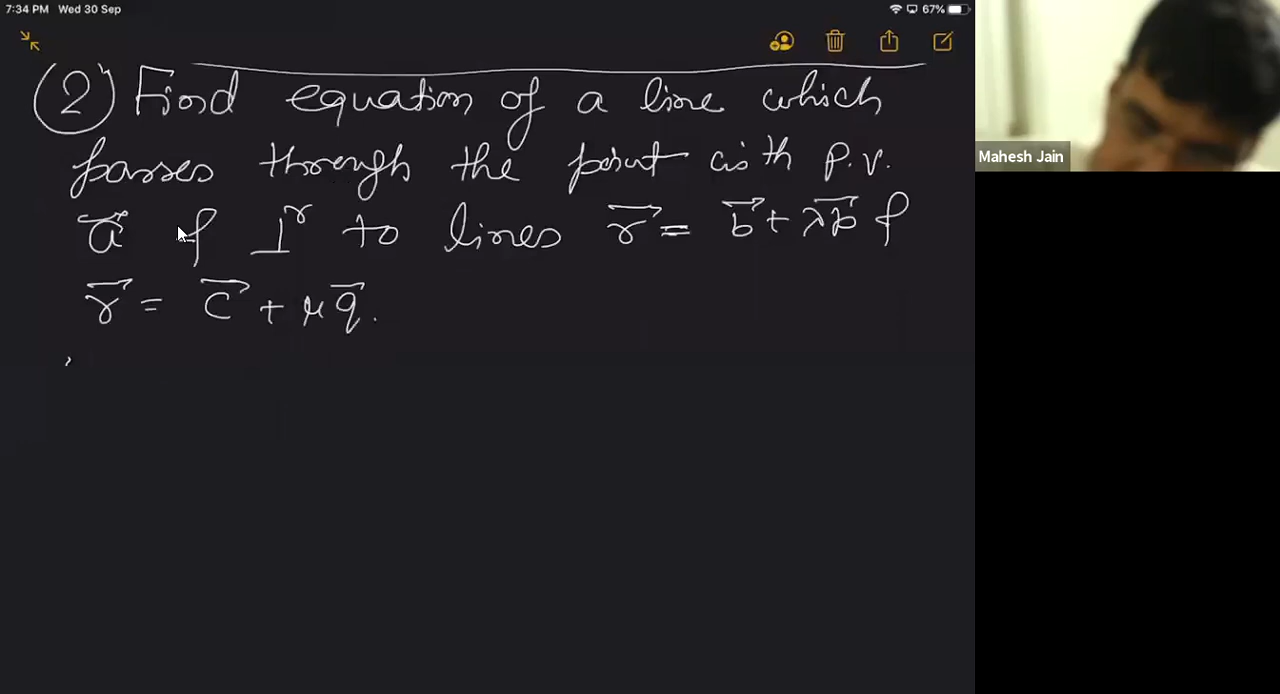 7:34 PM Wed 30 Sep 67%
(2) Find equation of a line which
passes through the point with p.v.
a⃗ & ⊥r to lines r⃗ = b⃗ + λp⃗ &
r⃗ = c⃗ + μq⃗.
Mahesh Jain